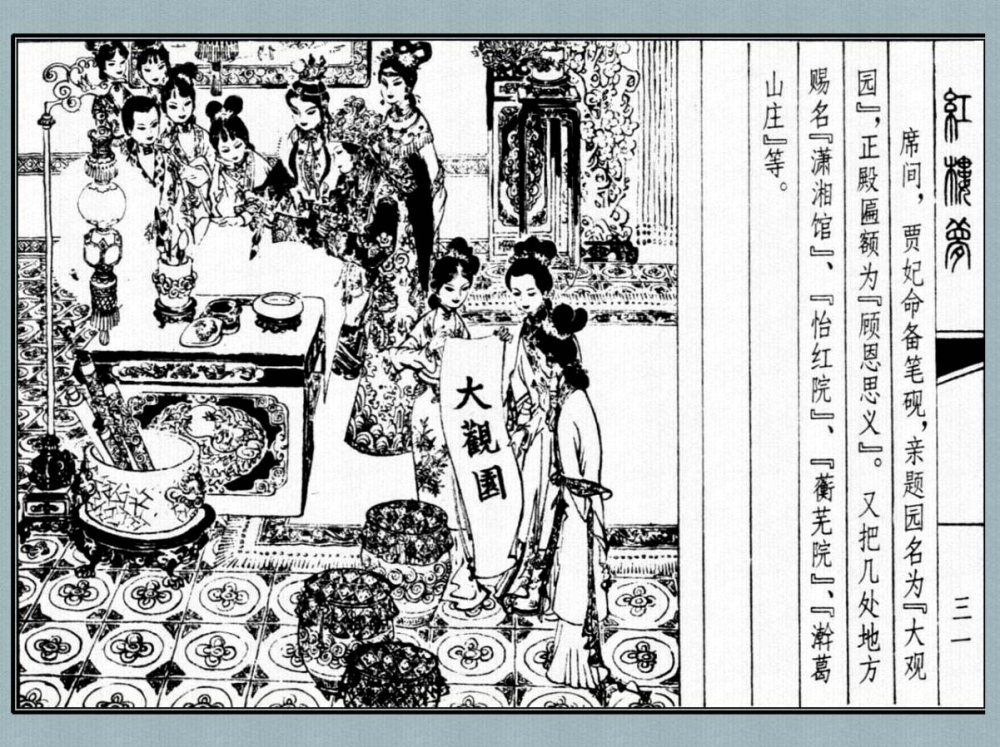 紅樓夢
三一
席间，贾妃命备笔砚，亲题园名为『大观
园』，正殿匾额为『顾恩思义』。又把几处地方
赐名『潇湘馆』、『怡红院』、『蘅芜院』、『澣葛
山庄』等。
大觀園